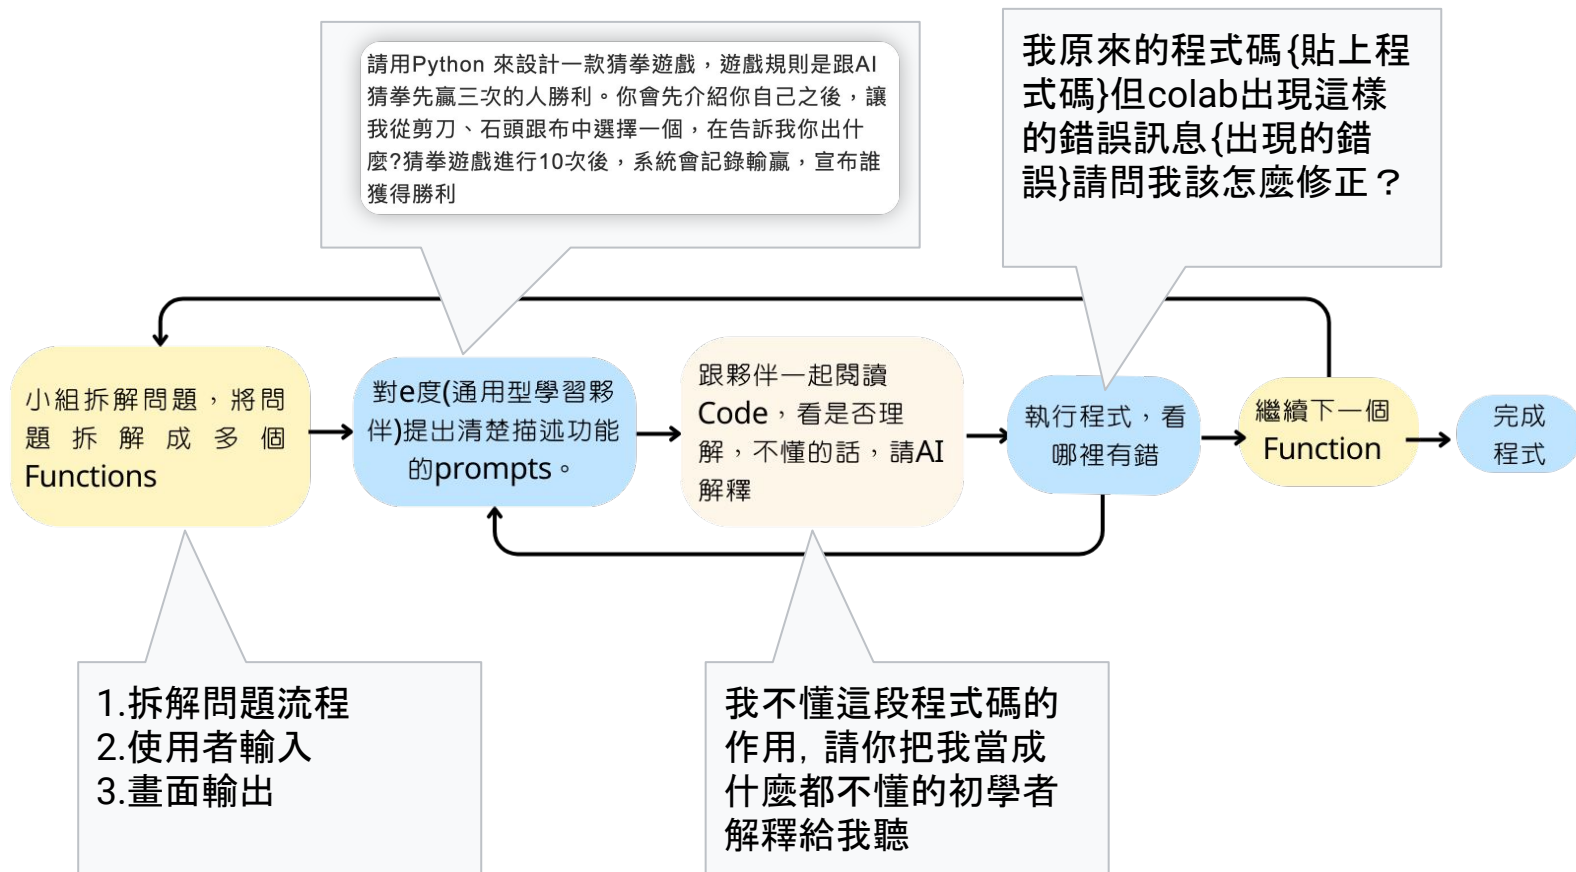 請用Python 來設計一款猜拳遊戲，遊戲規則是跟AI
猜拳先贏三次的人勝利。你會先介紹你自己之後，讓
我從剪刀、石頭跟布中選擇一個，在告訴我你出什
麼?猜拳遊戲進行10次後，系統會記錄輸贏，宣布誰
獲得勝利
我原來的程式碼{貼上程
式碼}但colab出現這樣
的錯誤訊息{出現的錯
誤}請問我該怎麼修正？
小組拆解問題，將問
題拆解成多個
Functions
對e度(通用型學習夥
伴)提出清楚描述功能
的prompts。
跟夥伴一起閱讀
Code，看是否理
解，不懂的話，請AI
解釋
執行程式，看
哪裡有錯
繼續下一個
Function
完成
程式
1.拆解問題流程
2.使用者輸入
3.畫面輸出
我不懂這段程式碼的
作用, 請你把我當成
什麼都不懂的初學者
解釋給我聽